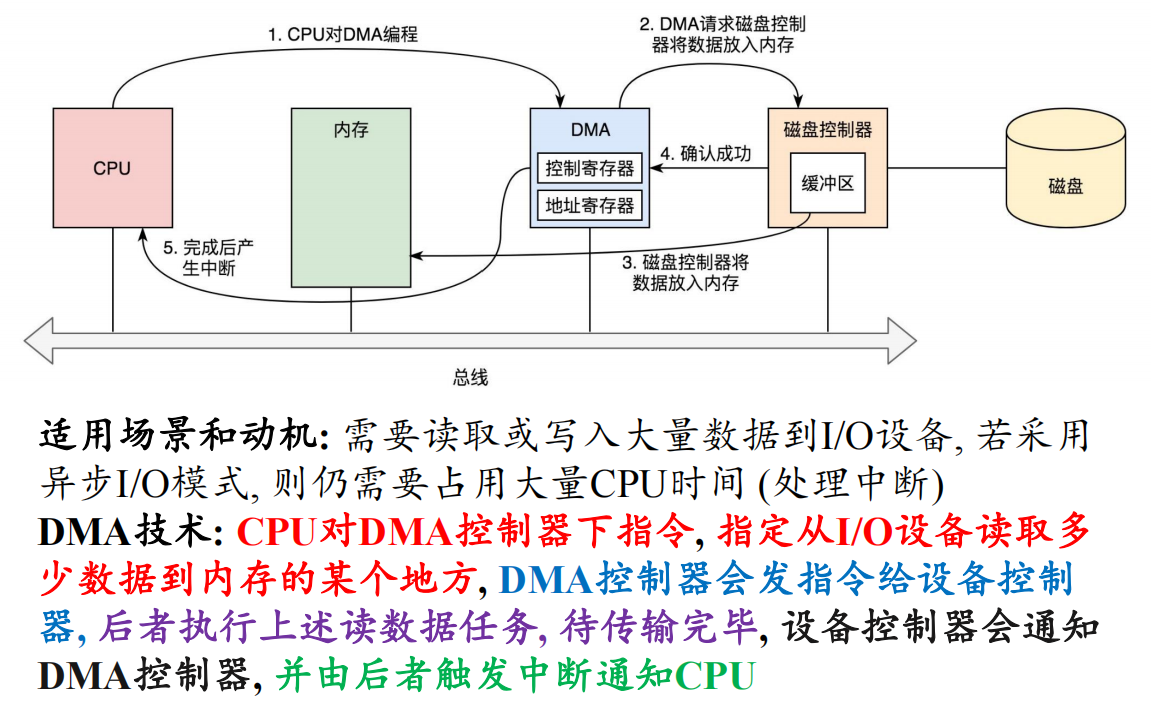 1. CPU对DMA编程
2. DMA请求磁盘控制
器将数据放入内存
CPU
内存
DMA
控制寄存器
地址寄存器
4. 确认成功
磁盘控制器
缓冲区
磁盘
5. 完成后产
生中断
3. 磁盘控制器将
数据放入内存
总线
适用场景和动机: 需要读取或写入大量数据到I/O设备, 若采用
异步I/O模式, 则仍需要占用大量CPU时间 (处理中断)
DMA技术: CPU对DMA控制器下指令, 指定从I/O设备读取多
少数据到内存的某个地方, DMA控制器会发指令给设备控制
器, 后者执行上述读数据任务, 待传输完毕, 设备控制器会通知
DMA控制器, 并由后者触发中断通知CPU